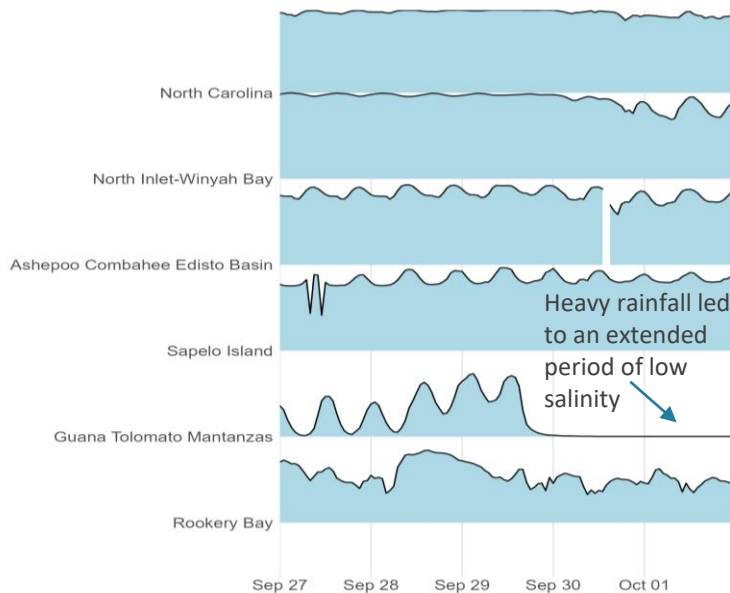 North Carolina
North Inlet-Winyah Bay
Ashepoo Combahee Edisto Basin
Heavy rainfall led
to an extended
period of low
salinity
Sapelo Island
Guana Tolomato Mantanzas
Rookery Bay
Sep 27 Sep 28 Sep 29 Sep 30 Oct 01